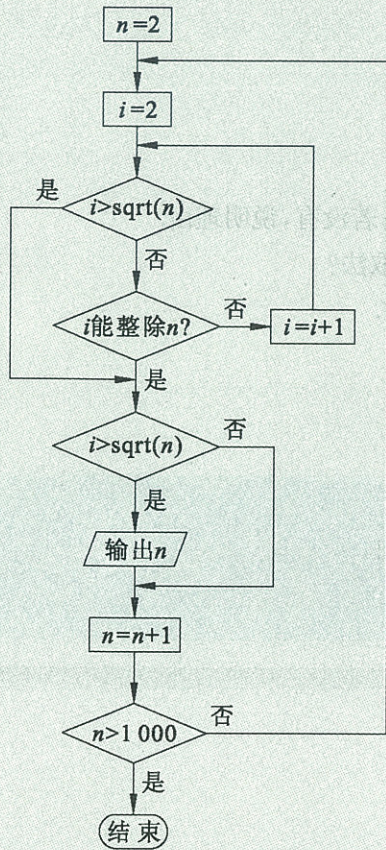 n=2
i=2
是
i>sqrt(n)
否
i能整除n?
否
i=i+1
是
i>sqrt(n)
否
是
输出n
n=n+1
n>1 000
否
是
结束